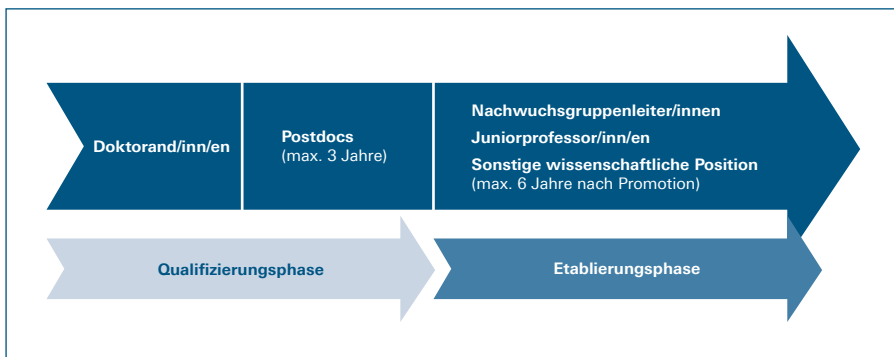 Doktorand/inn/en
Postdocs
(max. 3 Jahre)
Nachwuchsgruppenleiter/innen
Juniorprofessor/inn/en
Sonstige wissenschaftliche Position
(max. 6 Jahre nach Promotion)
Qualifizierungsphase
Etablierungsphase